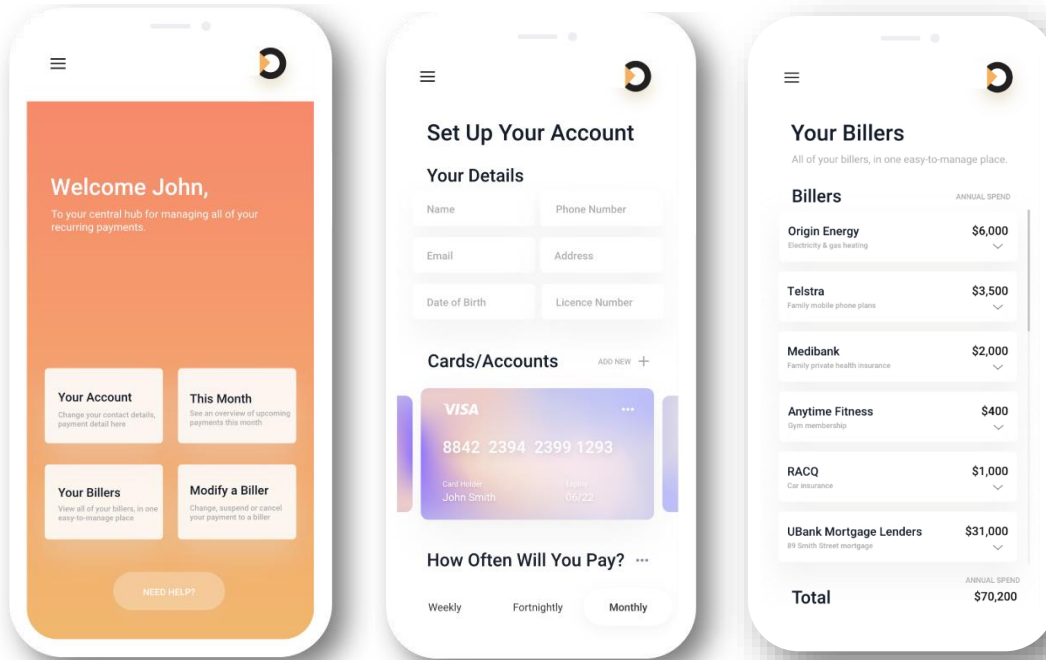 Welcome John,
To your central hub for managing all of your
recurring payments.
Your Account
Change your contact details,
payment detail here
This Month
See an overview of upcoming
payments this month
Your Billers
View all of your billers, in one
easy-to-manage place
Modify a Biller
Change, suspend or cancel
your payment to a biller
NEED HELP?
Set Up Your Account
Your Details
Name
Phone Number
Email
Address
Date of Birth
Licence Number
Cards/Accounts
ADD NEW +
VISA
8842 2394 2399 1293
Card Holder
John Smith
Expiry
06/22
How Often Will You Pay?
Weekly
Fortnightly
Monthly
Your Billers
All of your billers, in one easy-to-manage place.
Billers
ANNUAL SPEND
Origin Energy
$6,000
Electricity & gas heating
Telstra
$3,500
Family mobile phone plans
Medibank
$2,000
Family private health insurance
Anytime Fitness
$400
Gym membership
RACQ
$1,000
Car insurance
UBank Mortgage Lenders
$31,000
89 Smith Street mortgage
ANNUAL SPEND
Total
$70,200